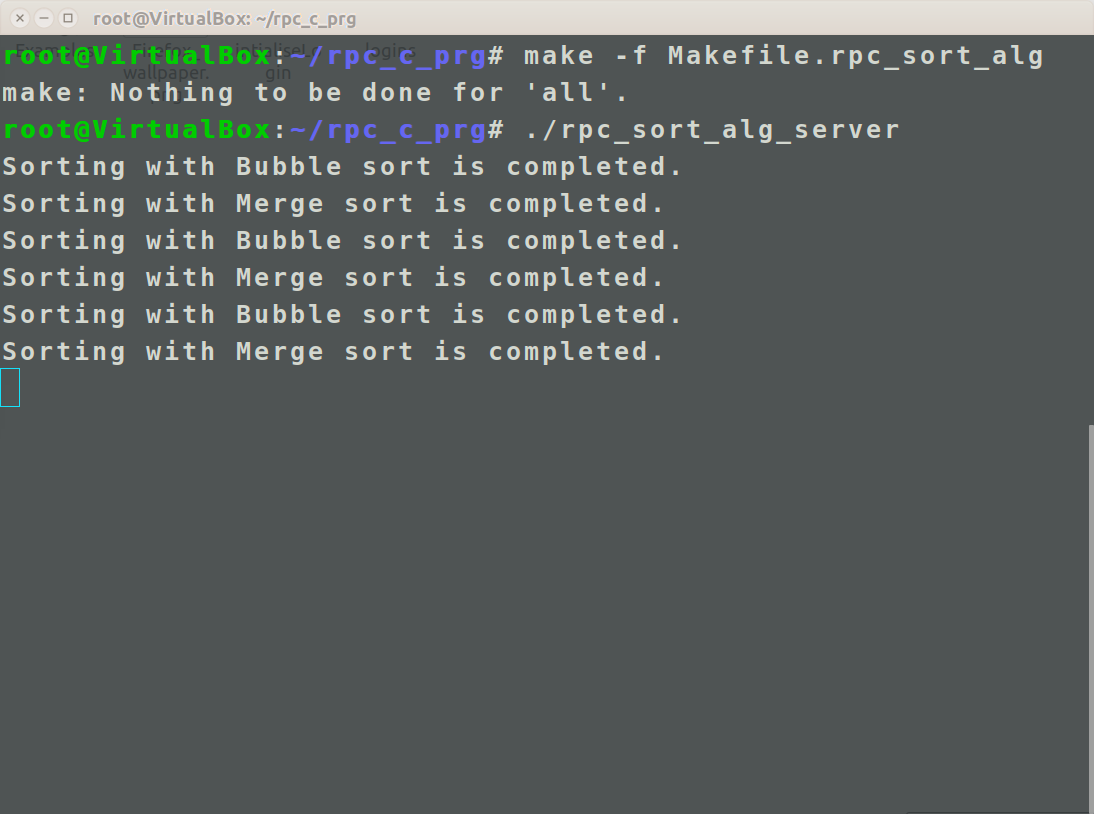 root@VirtualBox: ~/rpc_c_prg
root@VirtualBox:~/rpc_c_prg# make -f Makefile.rpc_sort_alg
make: Nothing to be done for 'all'.
root@VirtualBox:~/rpc_c_prg# ./rpc_sort_alg_server
Sorting with Bubble sort is completed.
Sorting with Merge sort is completed.
Sorting with Bubble sort is completed.
Sorting with Merge sort is completed.
Sorting with Bubble sort is completed.
Sorting with Merge sort is completed.